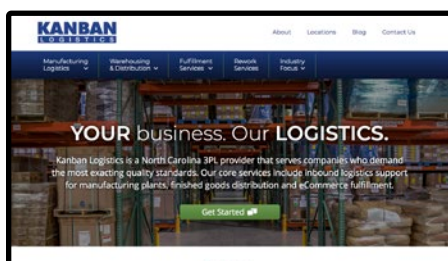 KANBAN
LOGISTICS
About Locations Blog Contact Us
Manufacturing Logistics
Warehousing & Distribution
Fulfillment Services
Rework Services
Industry Focus
YOUR business. Our LOGISTICS.
Kanban Logistics is a North Carolina 3PL provider that serves companies who demand
the most exacting quality standards. Our core services include inbound logistics support
for manufacturing plants, finished goods distribution and eCommerce fulfillment.
Get Started